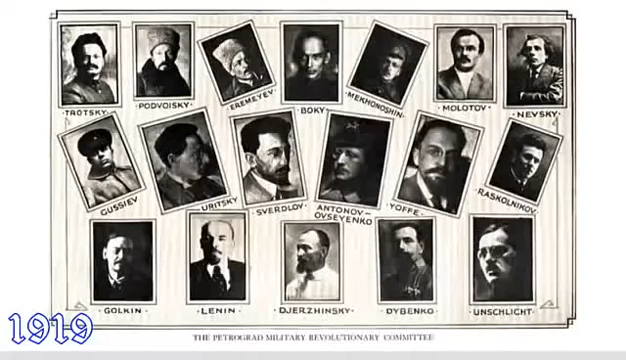 TROTSKY
PODVOISKY
EREMEYEV
BOKY
MEKHONOSHIN
MOLOTOV
NEVSKY
GUSSIEV
URITSKY
SVERDLOV
ANTONOV-
OVSEYENKO
YOFFE
RASKOLNIKOV
GOLKIN
LENIN
DJERZHINSKY
DYBENKO
UNSCHLICHT
THE PETROGRAD MILITARY REVOLUTIONARY COMMITTEE
1919